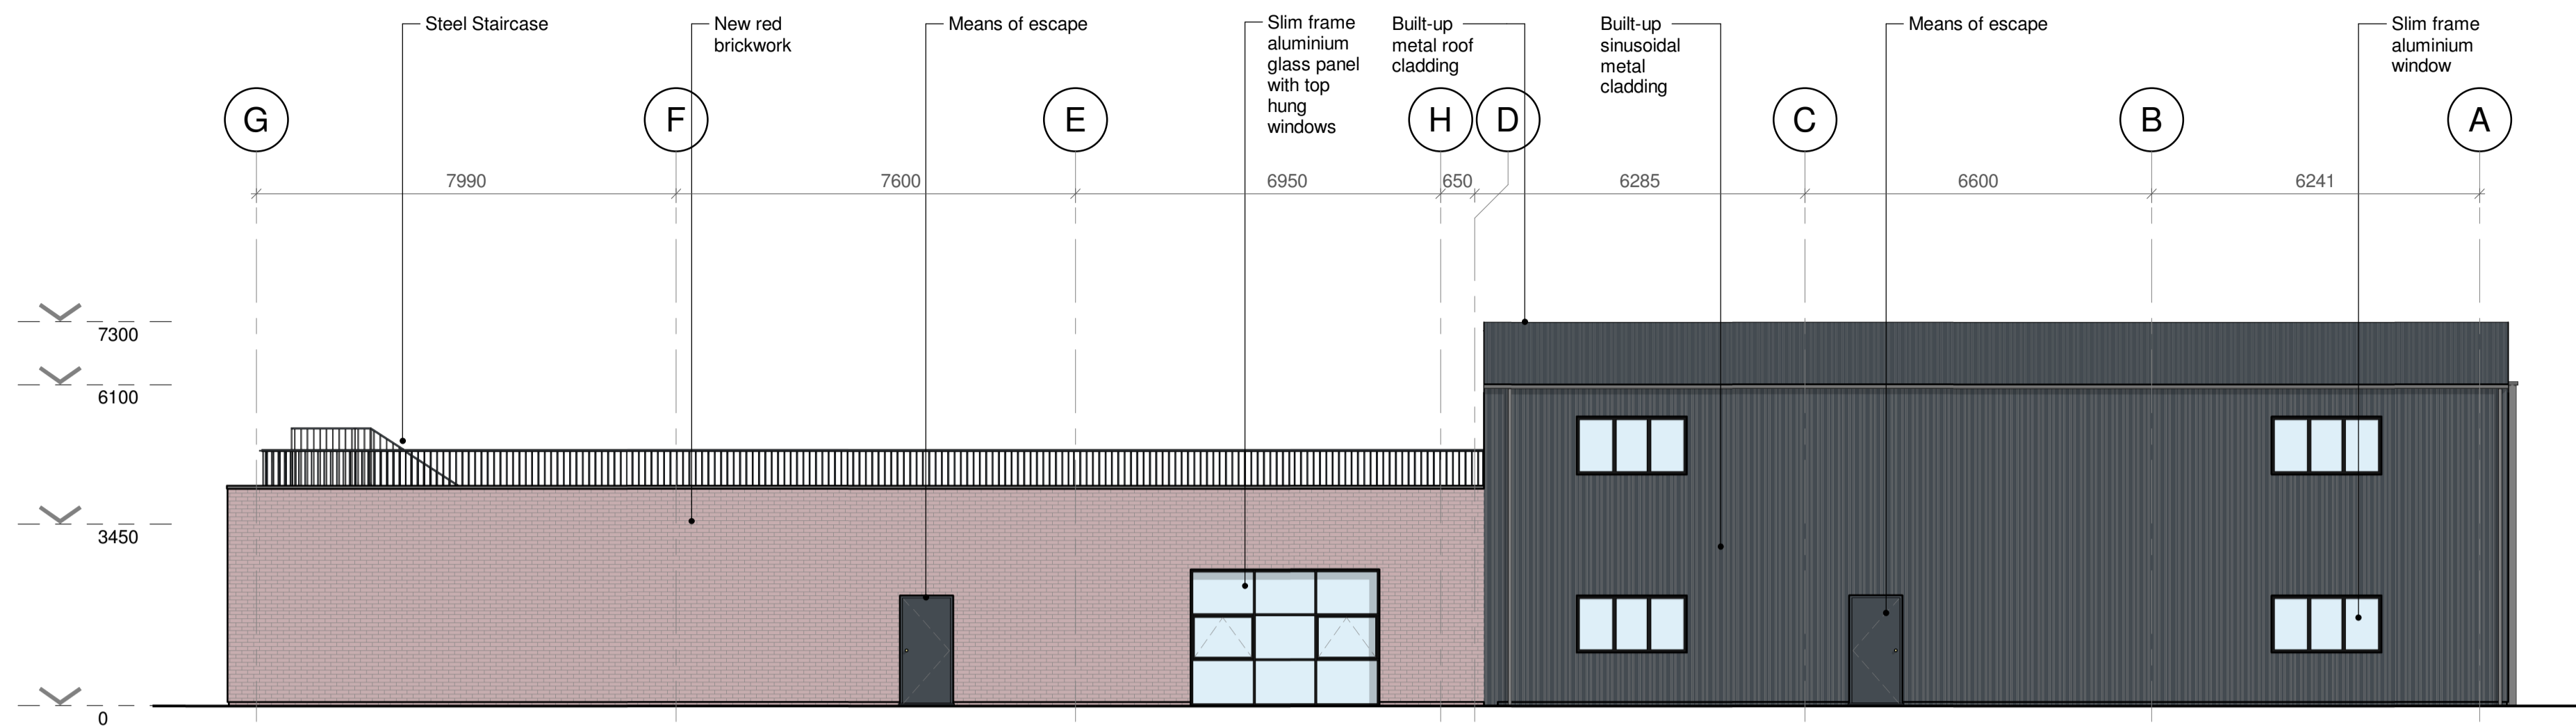 Steel Staircase
New red
brickwork
Means of escape
Slim frame
aluminium
glass panel
with top
hung
windows
Built-up
metal roof
cladding
Built-up
sinusoidal
metal
cladding
Means of escape
Slim frame
aluminium
window
G F E H D C B A
7990 7600 6950 650 6285 6600 6241
7300
6100
3450
0